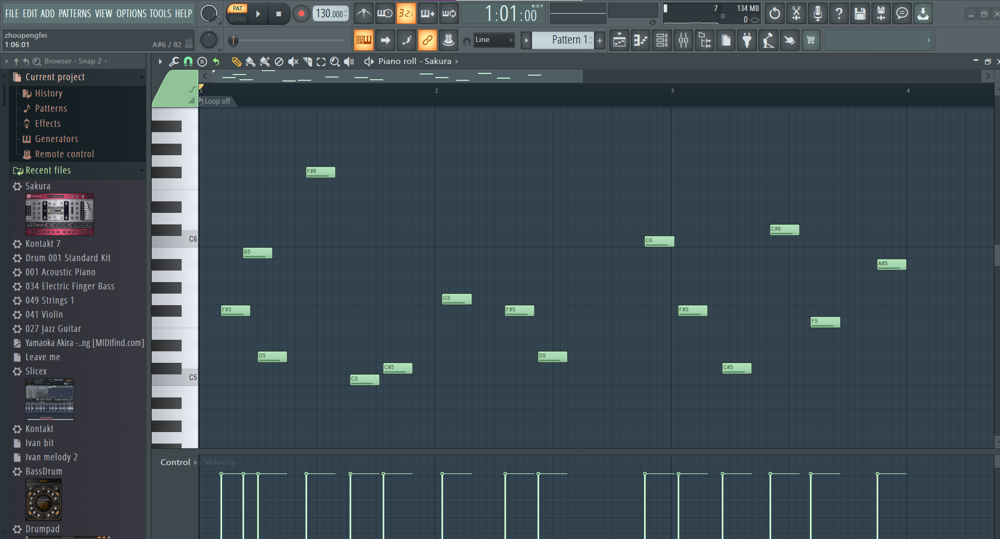 FILE EDIT ADD PATTERNS VIEW OPTIONS TOOLS HELP
PAT
SONG
130.000
3.2.
1:01:00
B:S:T
7
134 MB
0
zhoupengfei
1:06:01
A#6 / 82
Line
Pattern 1
+
Browser - Snap 2
Piano roll - Sakura
Current project
History
Patterns
Effects
Generators
Remote control
Recent files
Sakura
Kontakt 7
Drum 001 Standard Kit
001 Acoustic Piano
034 Electric Finger Bass
049 Strings 1
041 Violin
027 Jazz Guitar
Yamaoka Akira -..ng [MIDIfind.com]
Leave me
Slicex
Kontakt
Ivan bit
Ivan melody 2
BassDrum
Drumpad
1
2
3
4
Loop off
F#6
C#6
C6
C6
B5
A#5
G5
F#5
F#5
F#5
F5
D5
D5
C#5
C#5
C5
C5
Control
Velocity